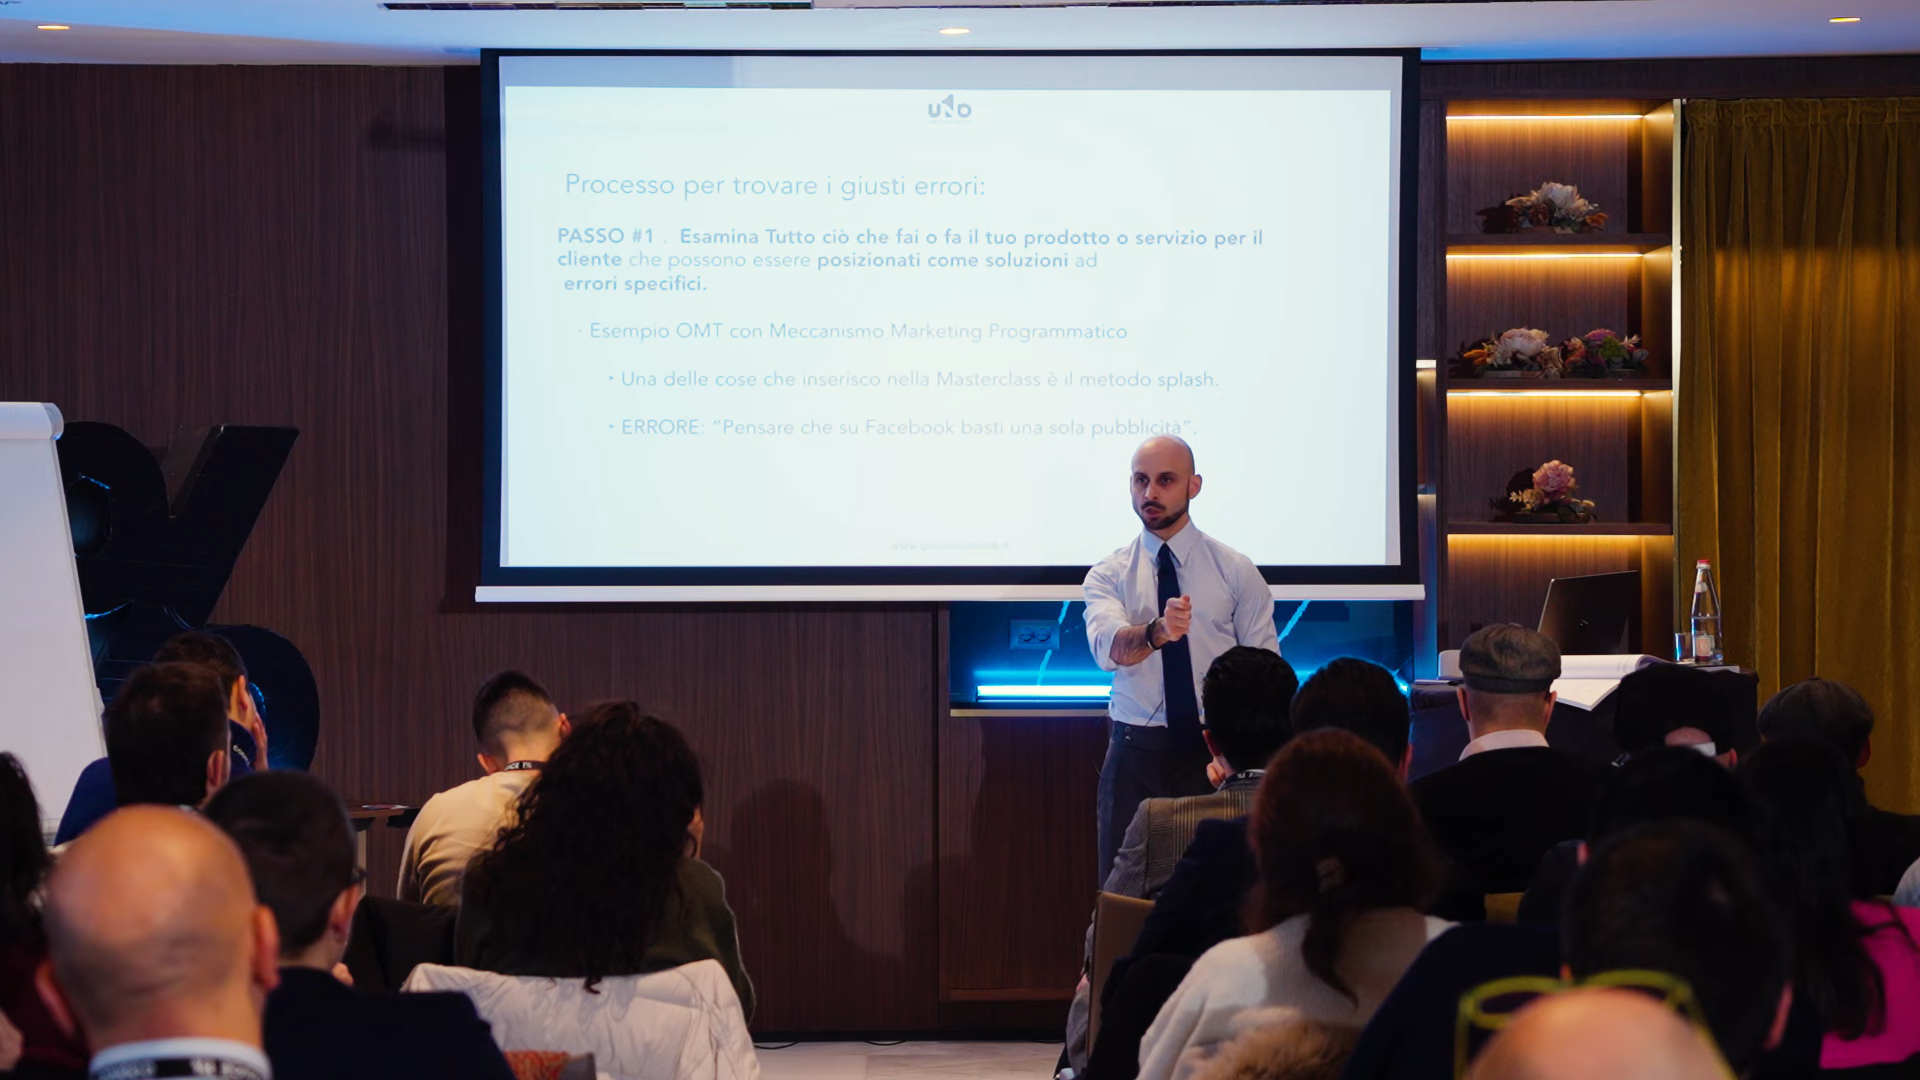 UNO
Processo per trovare i giusti errori:
PASSO #1 . Esamina Tutto ciò che fai o fa il tuo prodotto o servizio per il
cliente che possono essere posizionati come soluzioni ad
errori specifici.
· Esempio OMT con Meccanismo Marketing Programmatico
• Una delle cose che inserisco nella Masterclass è il metodo splash.
• ERRORE: “Pensare che su Facebook basti una sola pubblicità”.